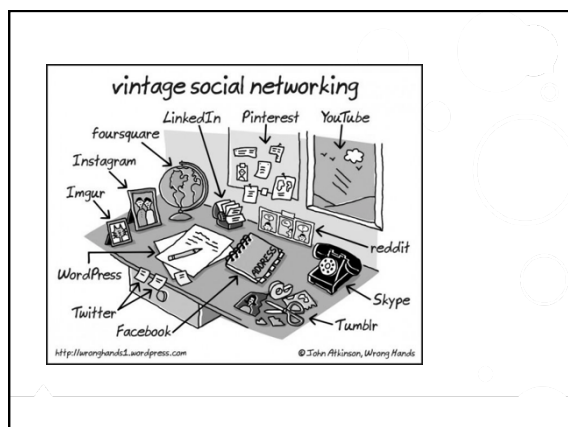 vintage social networking
LinkedIn
Pinterest
YouTube
foursquare
Instagram
Imgur
reddit
WordPress
ADDRESS
Skype
Twitter
Facebook
Tumblr
http://wronghands1.wordpress.com
© John Atkinson, Wrong Hands